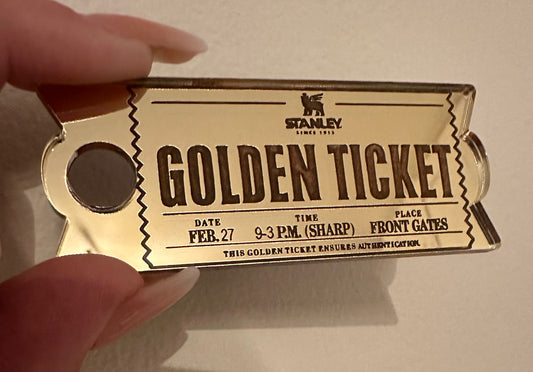 STANLEY
SINCE 1913
GOLDEN TICKET
DATE TIME PLACE
FEB. 27 9-3 P.M. (SHARP) FRONT GATES
THIS GOLDEN TICKET ENSURES AUTHENTICATION.